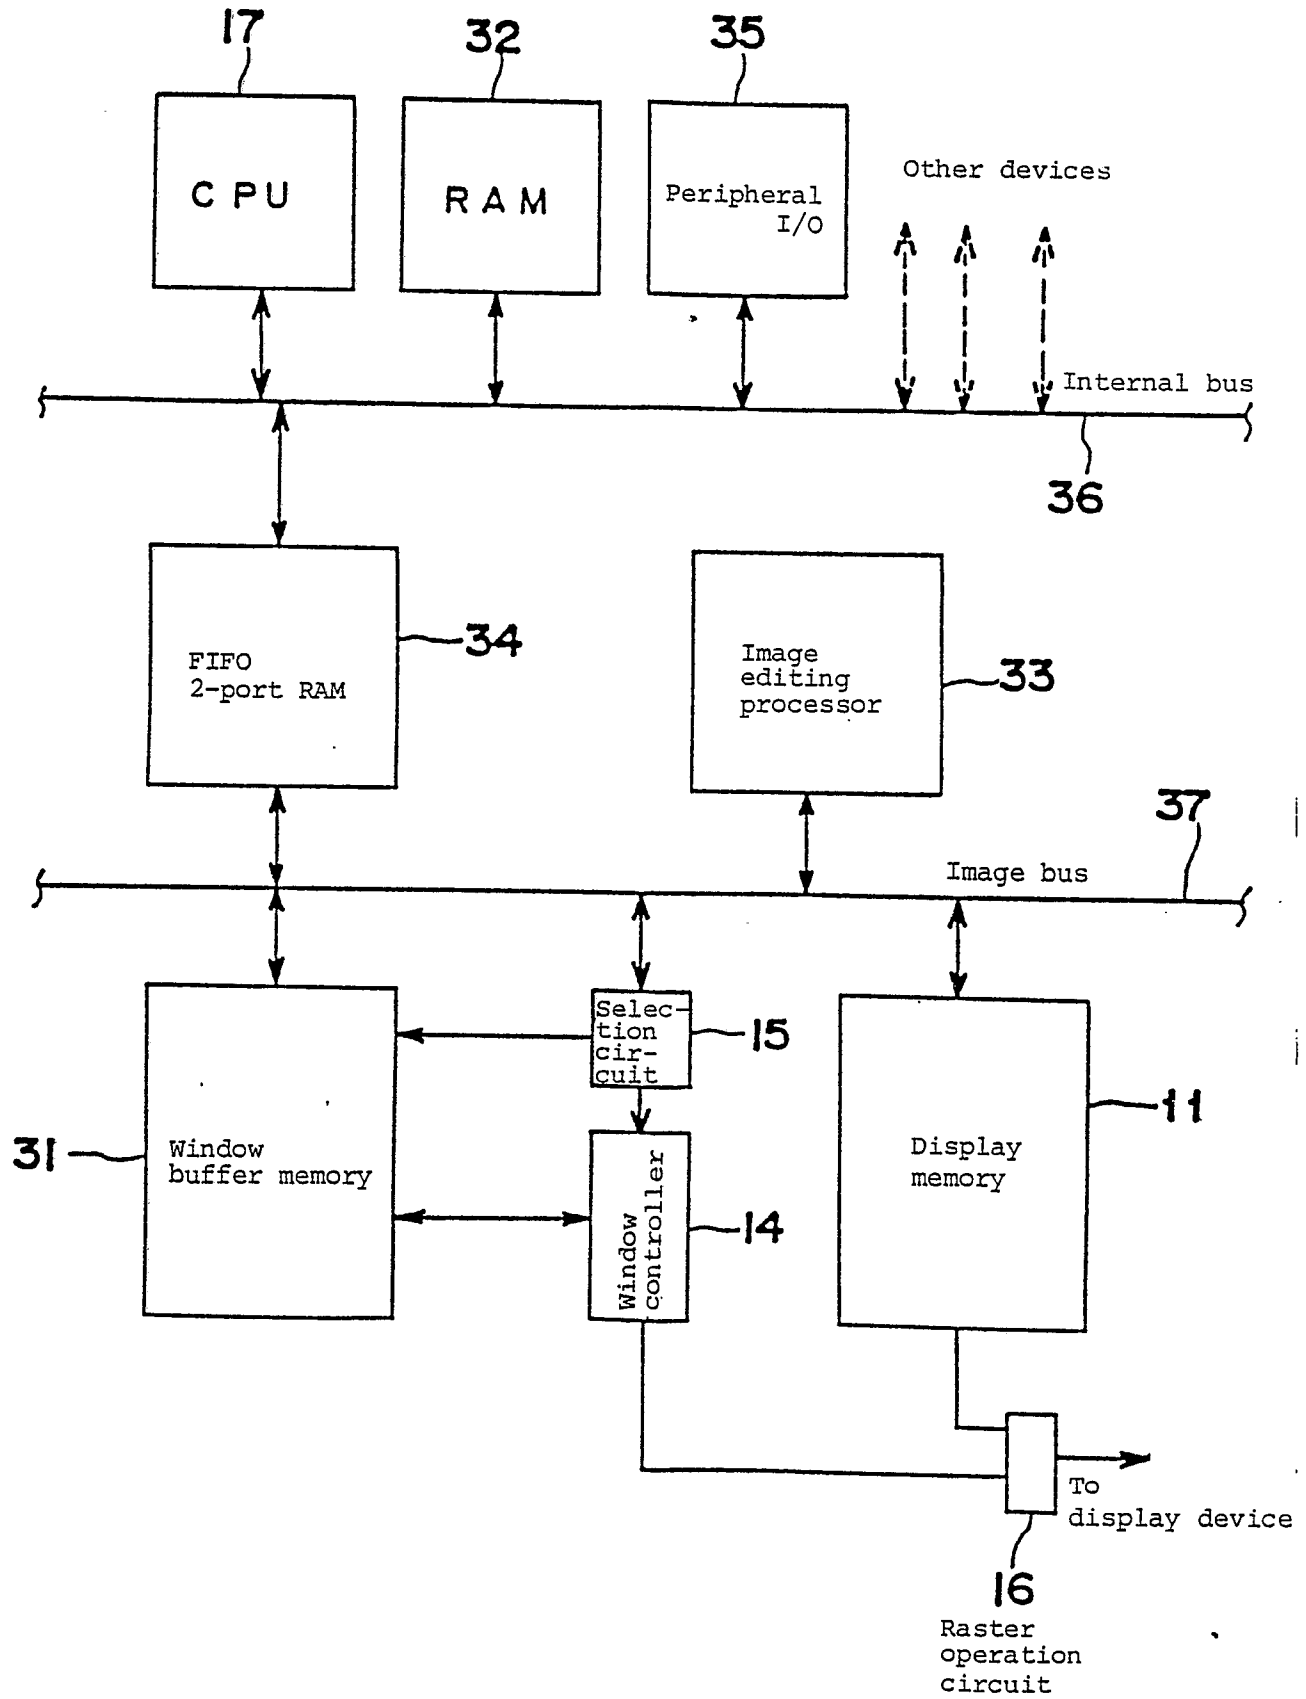 17
32
35
CPU
RAM
Peripheral
I/O
Other devices
Internal bus
36
FIFO
2-port RAM
34
Image
editing
processor
33
37
Image bus
Selec-
tion
cir-
cuit
15
11
31
Window
buffer memory
Window
controller
14
Display
memory
To
display device
16
Raster
operation
circuit